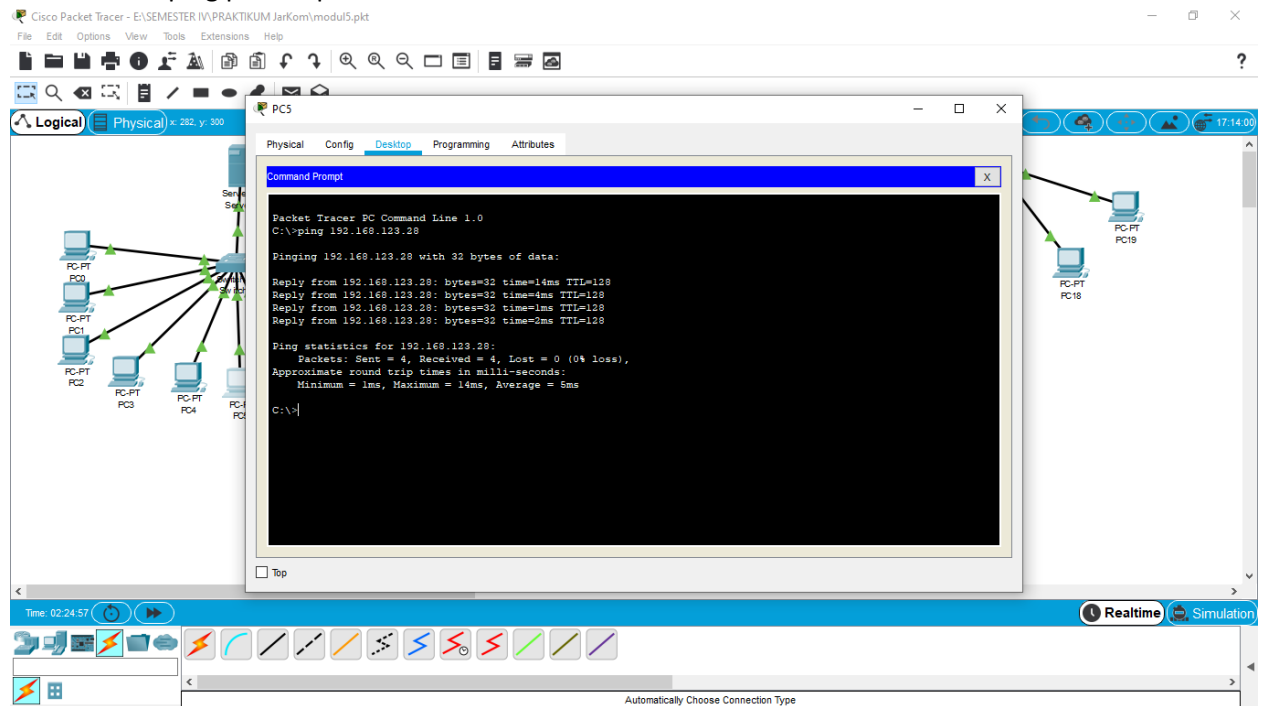 Cisco Packet Tracer - E:\SEMESTER IV\PRAKTIKUM JarKom\modul5.pkt
File Edit Options View Tools Extensions Help
?
Logical Physical x: 282, y: 300
17:14:00
PC5
Physical Config Desktop Programming Attributes
Command Prompt
X
Packet Tracer PC Command Line 1.0
C:\>ping 192.168.123.28
Pinging 192.168.123.28 with 32 bytes of data:
Reply from 192.168.123.28: bytes=32 time=14ms TTL=128
Reply from 192.168.123.28: bytes=32 time=4ms TTL=128
Reply from 192.168.123.28: bytes=32 time=1ms TTL=128
Reply from 192.168.123.28: bytes=32 time=2ms TTL=128
Ping statistics for 192.168.123.28:
Packets: Sent = 4, Received = 4, Lost = 0 (0% loss),
Approximate round trip times in milli-seconds:
Minimum = 1ms, Maximum = 14ms, Average = 5ms
C:\>
Top
PC-PT
PC0
PC-PT
PC1
PC-PT
PC2
PC-PT
PC3
PC-PT
PC4
PC-PT
PC19
PC-PT
PC18
Time: 02:24:57
Realtime Simulation
Automatically Choose Connection Type